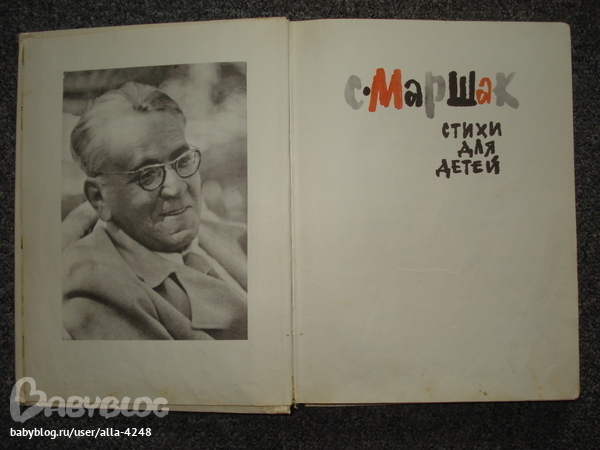 С. Маршак
СТИХИ
ДЛЯ
ДЕТЕЙ
BABYBLOG
babyblog.ru/user/alla-4248